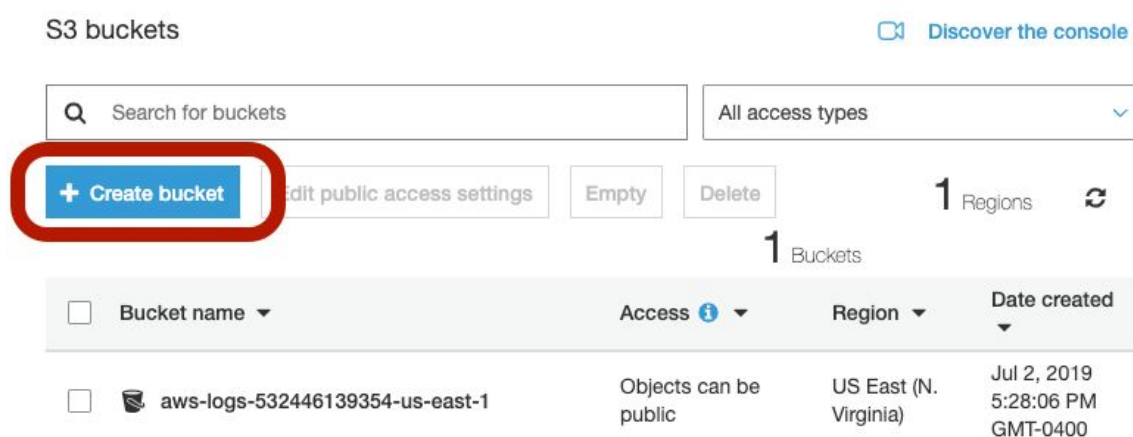 S3 buckets
Discover the console
Search for buckets
All access types
+ Create bucket
Edit public access settings
Empty
Delete
1 Regions
1 Buckets
Bucket name
Access
Region
Date created
aws-logs-532446139354-us-east-1
Objects can be
public
US East (N.
Virginia)
Jul 2, 2019
5:28:06 PM
GMT-0400